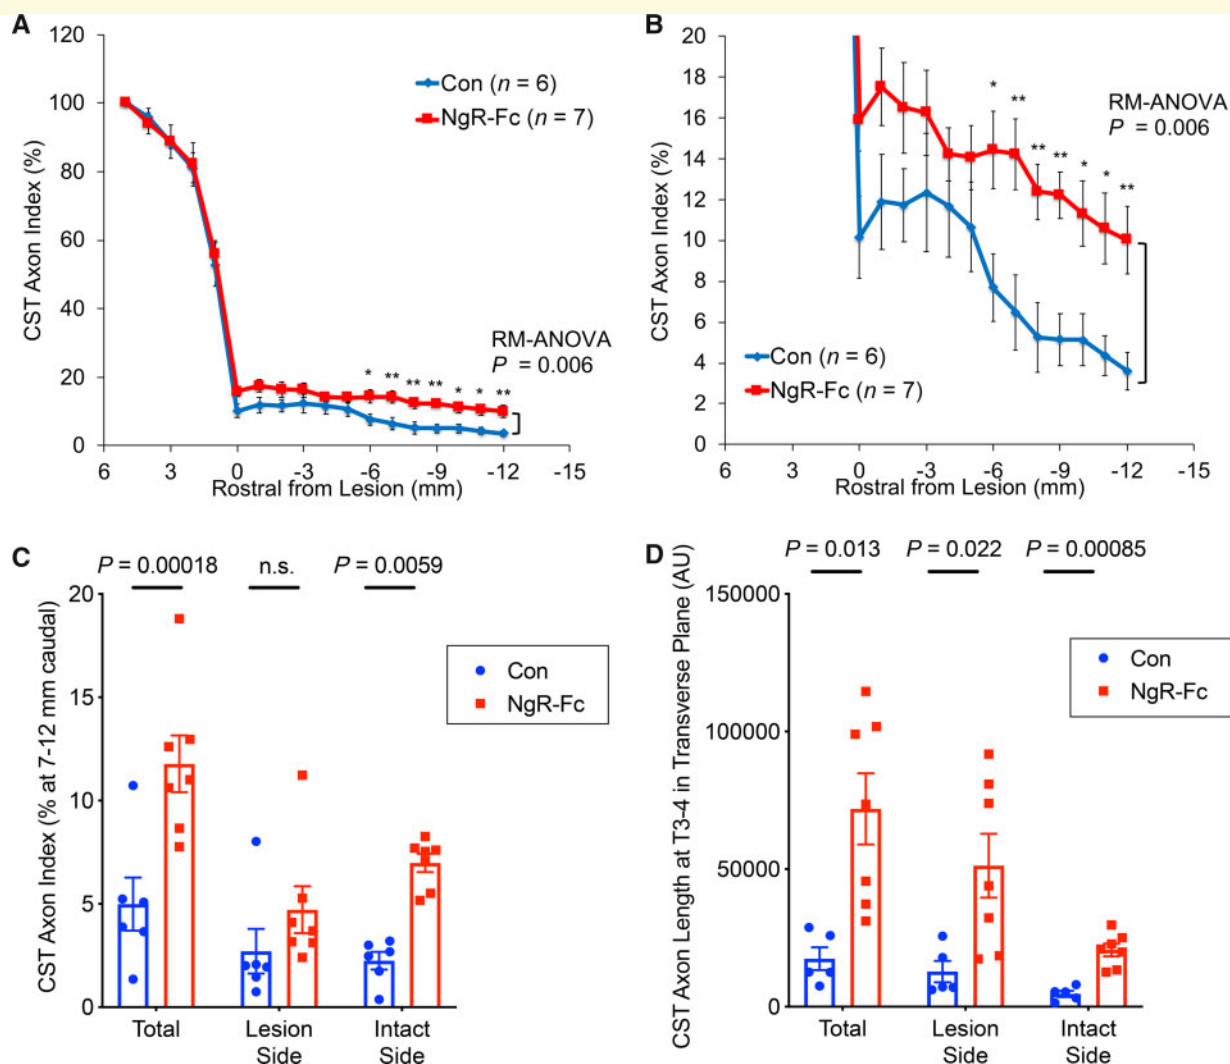 A
120
100
80
60
40
20
0
CST Axon Index (%)
Con (n = 6)
NgR-Fc (n = 7)
RM-ANOVA
P = 0.006
* ** ** ** * * **
6 3 0 -3 -6 -9 -12 -15
Rostral from Lesion (mm)
B
20
18
16
14
12
10
8
6
4
2
0
CST Axon Index (%)
* ** ** ** * * **
RM-ANOVA
P = 0.006
Con (n = 6)
NgR-Fc (n = 7)
6 3 0 -3 -6 -9 -12 -15
Rostral from Lesion (mm)
C
P = 0.00018 n.s. P = 0.0059
20
15
10
5
0
CST Axon Index (% at 7-12 mm caudal)
Con
NgR-Fc
Total Lesion Intact
Side Side
D
P = 0.013 P = 0.022 P = 0.00085
150000
100000
50000
0
CST Axon Length at T3-4 in Transverse Plane (AU)
Con
NgR-Fc
Total Lesion Intact
Side Side